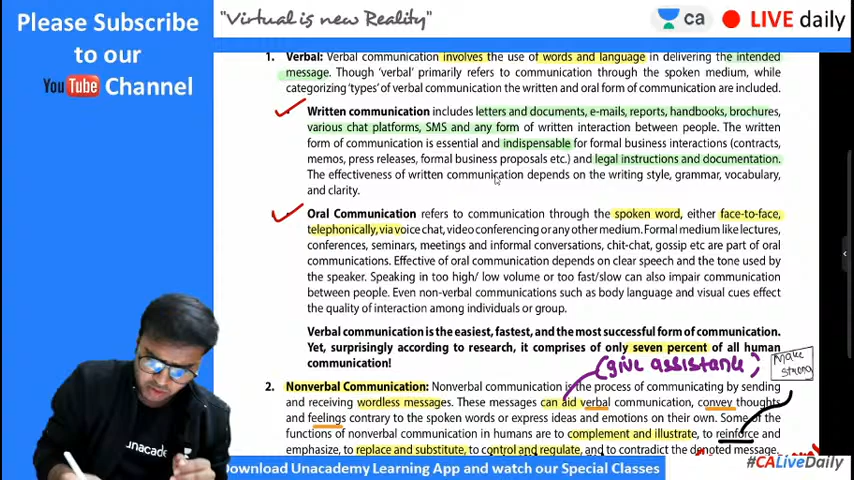 Please Subscribe
to our
YouTube Channel
"Virtual is new Reality"
ca
LIVE daily
1. Verbal: Verbal communication involves the use of words and language in delivering the intended
message. Though 'verbal' primarily refers to communication through the spoken medium, while
categorizing 'types' of verbal communication the written and oral form of communication are included.
Written communication includes letters and documents, e-mails, reports, handbooks, brochures,
various chat platforms, SMS and any form of written interaction between people. The written
form of communication is essential and indispensable for formal business interactions (contracts,
memos, press releases, formal business proposals etc.) and legal instructions and documentation.
The effectiveness of written communication depends on the writing style, grammar, vocabulary,
and clarity.
Oral Communication refers to communication through the spoken word, either face-to-face,
telephonically, via voice chat, video conferencing or any other medium. Formal medium like lectures,
conferences, seminars, meetings and informal conversations, chit-chat, gossip etc are part of oral
communications. Effective of oral communication depends on clear speech and the tone used by
the speaker. Speaking in too high/ low volume or too fast/slow can also impair communication
between people. Even non-verbal communications such as body language and visual cues effect
the quality of interaction among individuals or group.
Verbal communication is the easiest, fastest, and the most successful form of communication.
Yet, surprisingly according to research, it comprises of only seven percent of all human
communication!
(give assistance)
Make
strong
2. Nonverbal Communication: Nonverbal communication is the process of communicating by sending
and receiving wordless messages. These messages can aid verbal communication, convey thoughts
and feelings contrary to the spoken words or express ideas and emotions on their own. Some of the
functions of nonverbal communication in humans are to complement and illustrate, to reinforce and
emphasize, to replace and substitute, to control and regulate, and to contradict the denoted message.
unacade
Download Unacademy Learning App and watch our Special Classes
#CALiveDaily